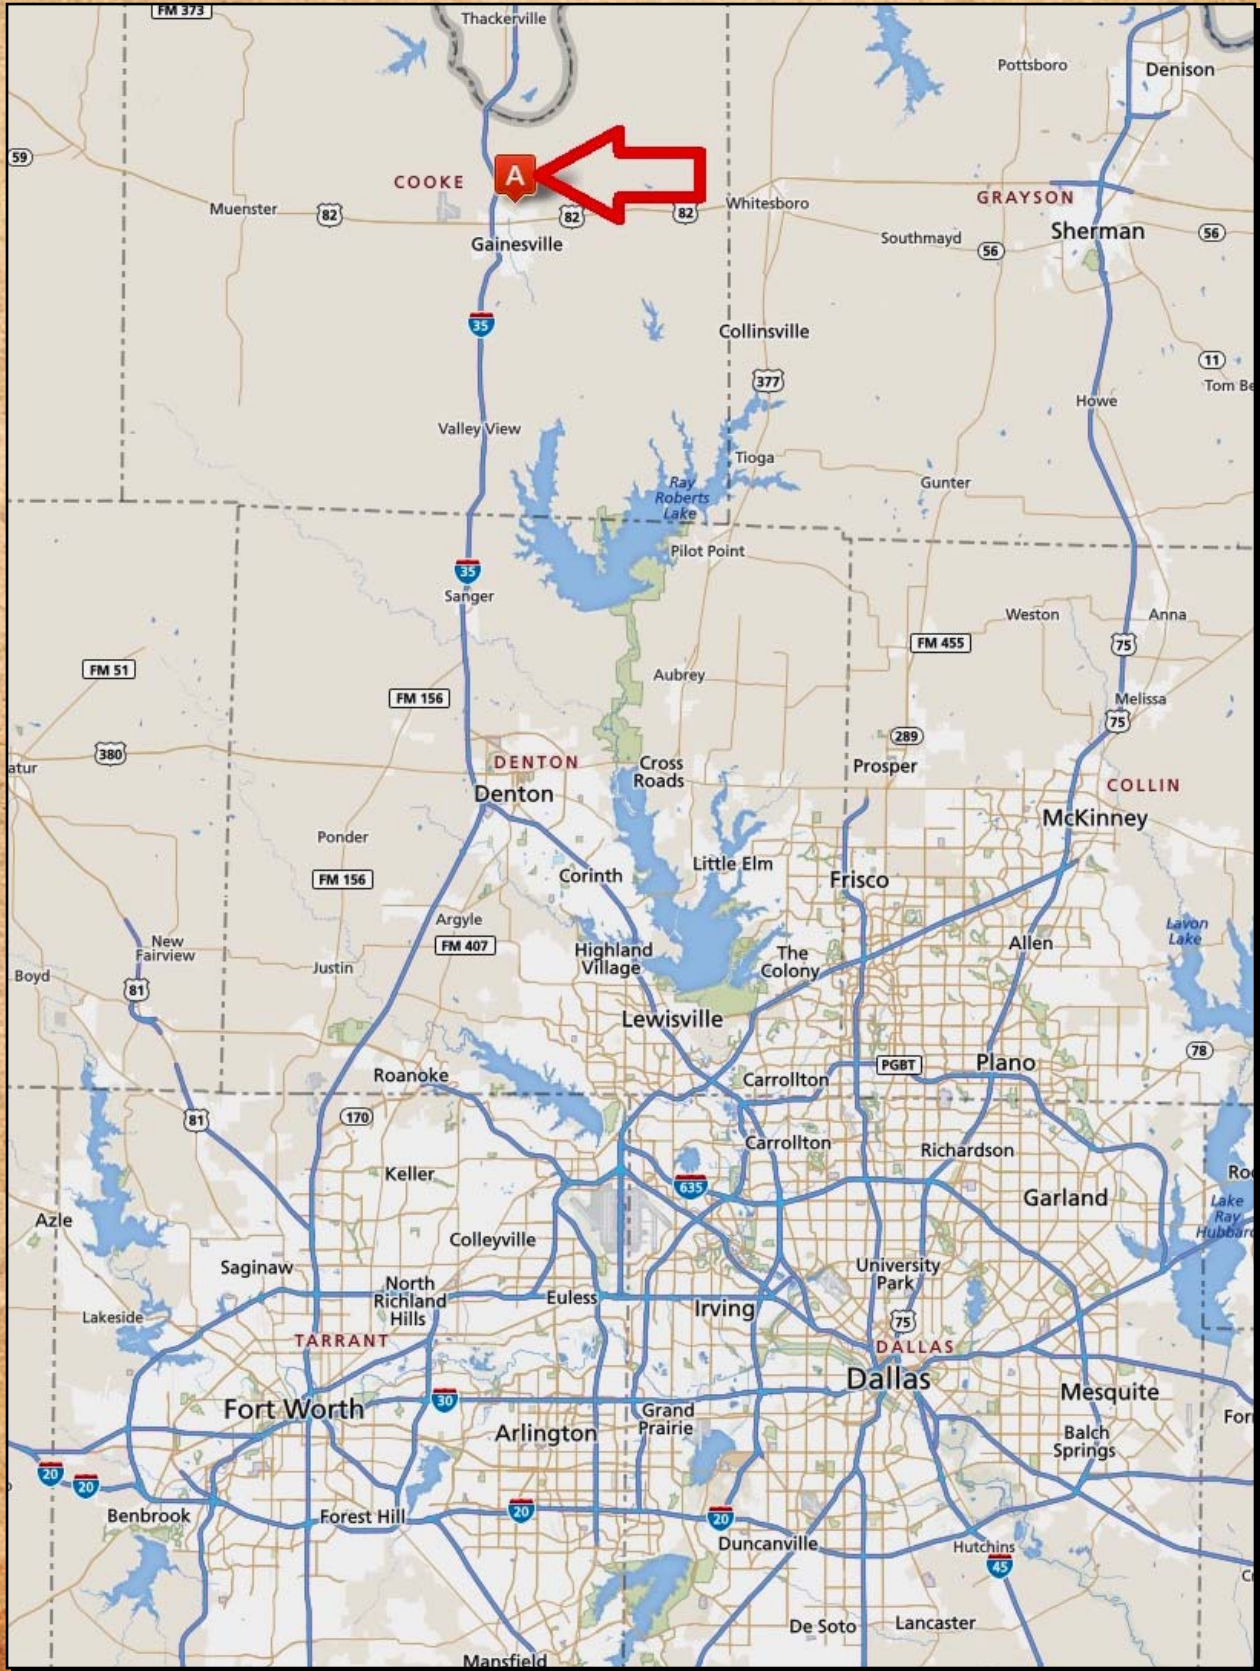 FM 373
Thackerville
Pottsboro
Denison
59
A
COOKE
GRAYSON
Muenster
82
82
82
Whitesboro
Southmayd
56
Sherman
56
Gainesville
35
Collinsville
11
377
Tom Be
Howe
Valley View
Tioga
Ray
Roberts
Lake
Gunter
Pilot Point
35
Sanger
Weston
Anna
FM 455
75
FM 51
Aubrey
FM 156
Melissa
75
289
380
atur
DENTON
Cross
Roads
Prosper
COLLIN
Denton
McKinney
Ponder
Little Elm
FM 156
Corinth
Frisco
Argyle
FM 407
Lavon
Lake
New
Fairview
Highland
Village
The
Colony
Allen
Boyd
Justin
81
Lewisville
78
PGBT
Plano
Roanoke
Carrollton
81
170
Carrollton
Richardson
Keller
635
Roc
Garland
Lake
Ray
Hubbard
Azle
Colleyville
Saginaw
University
Park
North
Richland
Hills
Euless
Irving
Lakeside
75
TARRANT
DALLAS
Dallas
Mesquite
Fort Worth
30
Grand
Prairie
Forn
Arlington
Balch
Springs
20
20
Benbrook
Forest Hill
20
20
Duncanville
Hutchins
45
De Soto
Lancaster
Mansfield